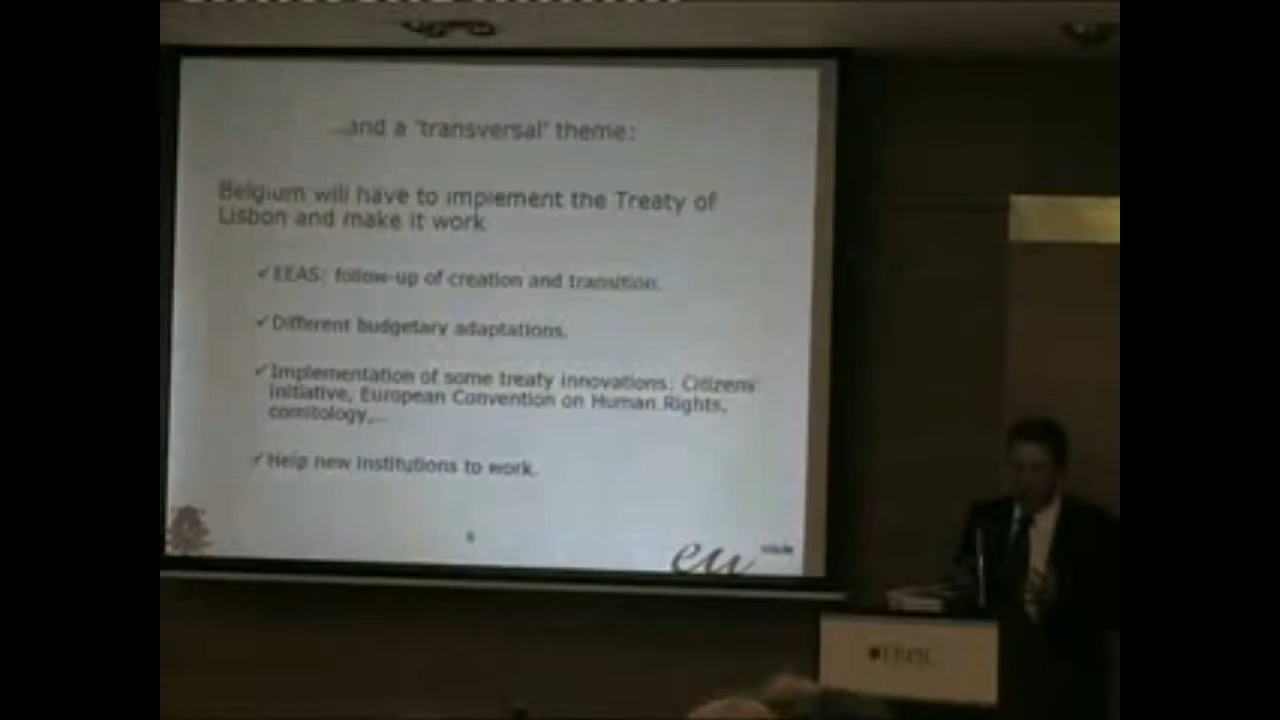 ...and a "transversal" theme:
Belgium will have to implement the Treaty of
Lisbon and make it work
✓EEAS: follow-up of creation and transition.
✓Different budgetary adaptations.
✓Implementation of some treaty innovations: Citizens'
Initiative, European Convention on Human Rights,
comitology,...
✓Help new institutions to work.
eu